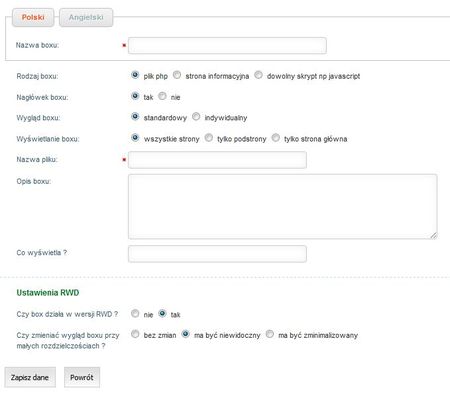 Polski Angielski
Nazwa boxu:
Rodzaj boxu: plik php strona informacyjna dowolny skrypt np javascript
Nagłówek boxu: tak nie
Wygląd boxu: standardowy indywidualny
Wyświetlanie boxu: wszystkie strony tylko podstrony tylko strona główna
Nazwa pliku:
Opis boxu:
Co wyświetla ?
Ustawienia RWD
Czy box działa w wersji RWD ? nie tak
Czy zmieniać wygląd boxu przy bez zmian ma być niewidoczny ma być zminimalizowany
małych rozdzielczościach ?
Zapisz dane Powrót